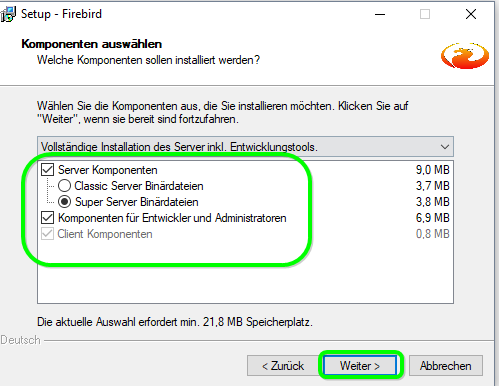 Setup - Firebird
Komponenten auswählen
Welche Komponenten sollen installiert werden?
Wählen Sie die Komponenten aus, die Sie installieren möchten. Klicken Sie auf
"Weiter", wenn sie bereit sind fortzufahren.
Vollständige Installation des Server inkl. Entwicklungstools.
Server Komponenten 9,0 MB
Classic Server Binärdateien 3,7 MB
Super Server Binärdateien 3,8 MB
Komponenten für Entwickler und Administratoren 6,9 MB
Client Komponenten 0,8 MB
Die aktuelle Auswahl erfordert min. 21,8 MB Speicherplatz.
Deutsch
< Zurück Weiter > Abbrechen